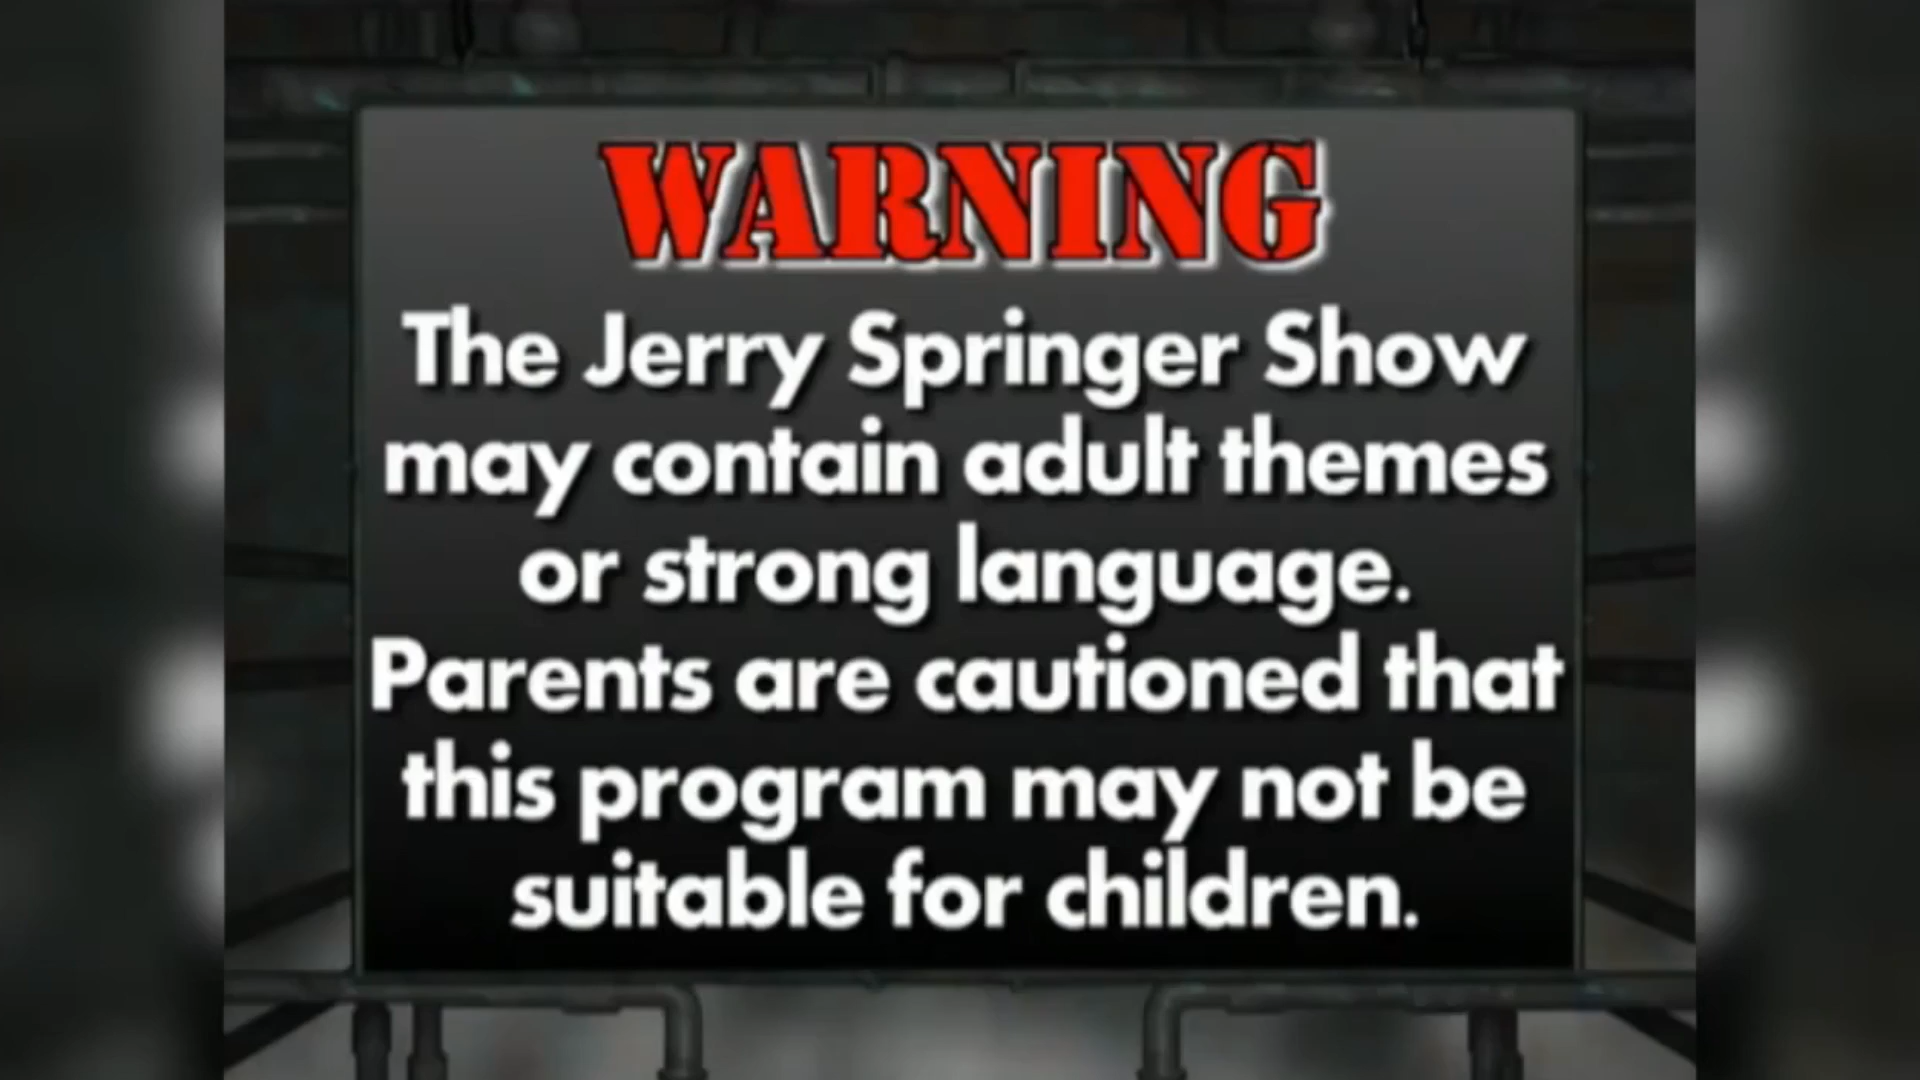 WARNING
The Jerry Springer Show
may contain adult themes
or strong language.
Parents are cautioned that
this program may not be
suitable for children.